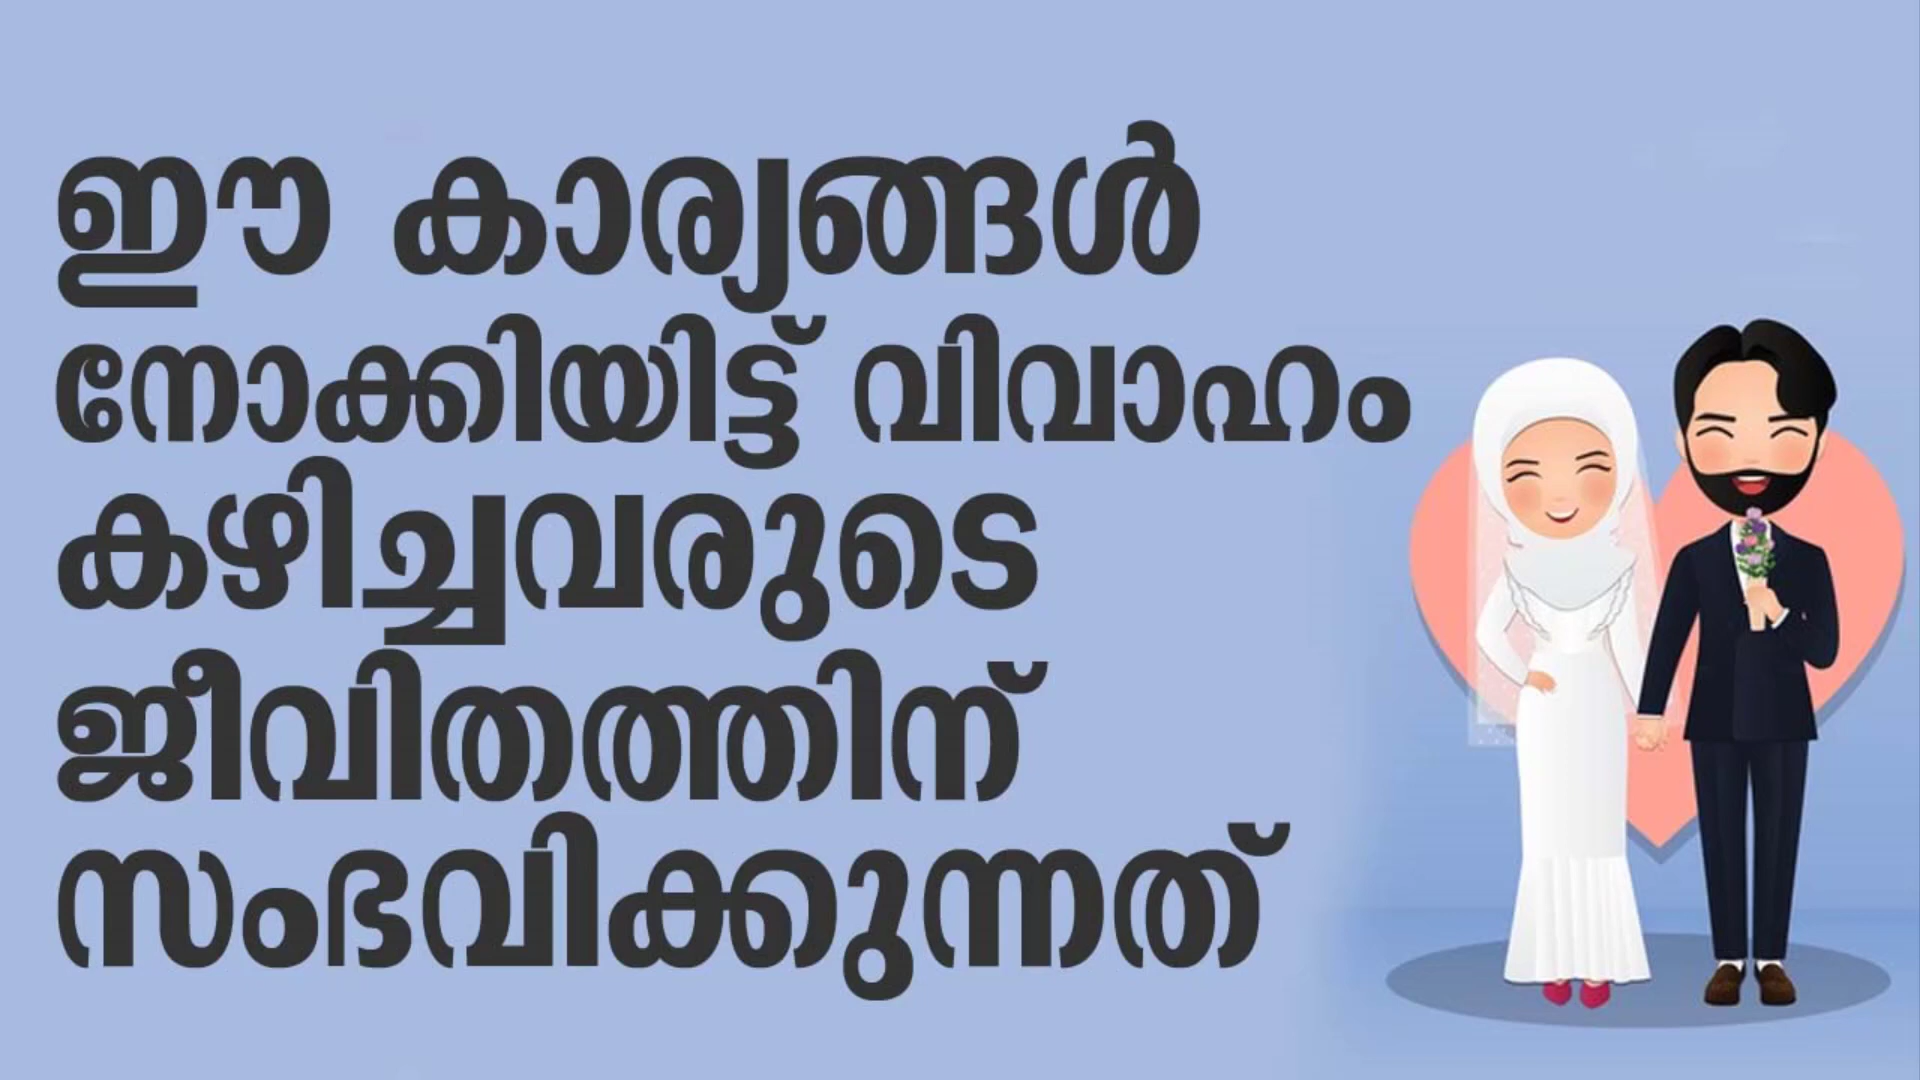 ഈ കാര്യങ്ങൾ
നോക്കിയിട്ട് വിവാഹം
കഴിച്ചവരുടെ
ജീവിതത്തിന്
സംഭവിക്കുന്നത്